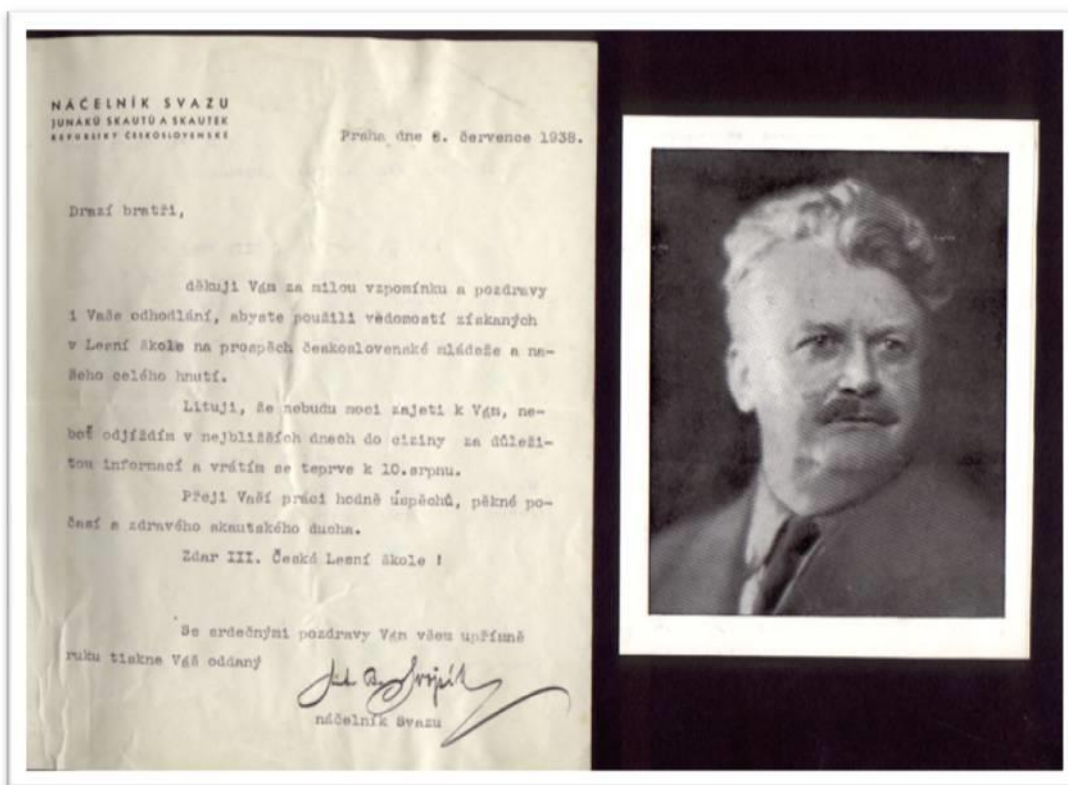 NÁČELNÍK SVAZU
JUNÁKŮ SKAUTŮ A SKAUTEK
REPUBLIKY ČESKOSLOVENSKÉ
Praha dne 6. července 1938.
Drazí bratři,
děkuji Vám za milou vzpomínku a pozdravy
i Vaše odhodlání, abyste použili vědomostí získaných
v Lesní škole na prospěch československé mládeže a na-
šeho celého hnutí.
Lituji, že nebudu moci zajeti k Vám, ne-
boť odjíždím v nejbližších dnech do ciziny za důleži-
tou informací a vrátím se teprve k 10.srpnu.
Přeji Vaší práci hodně úspěchů, pěkné po-
časí a zdravého skautského ducha.
Zdar III. České Lesní škole !
Se srdečnými pozdravy Vám všem upřímně
ruku tiskne Váš oddaný
Svojsík
náčelník Svazu